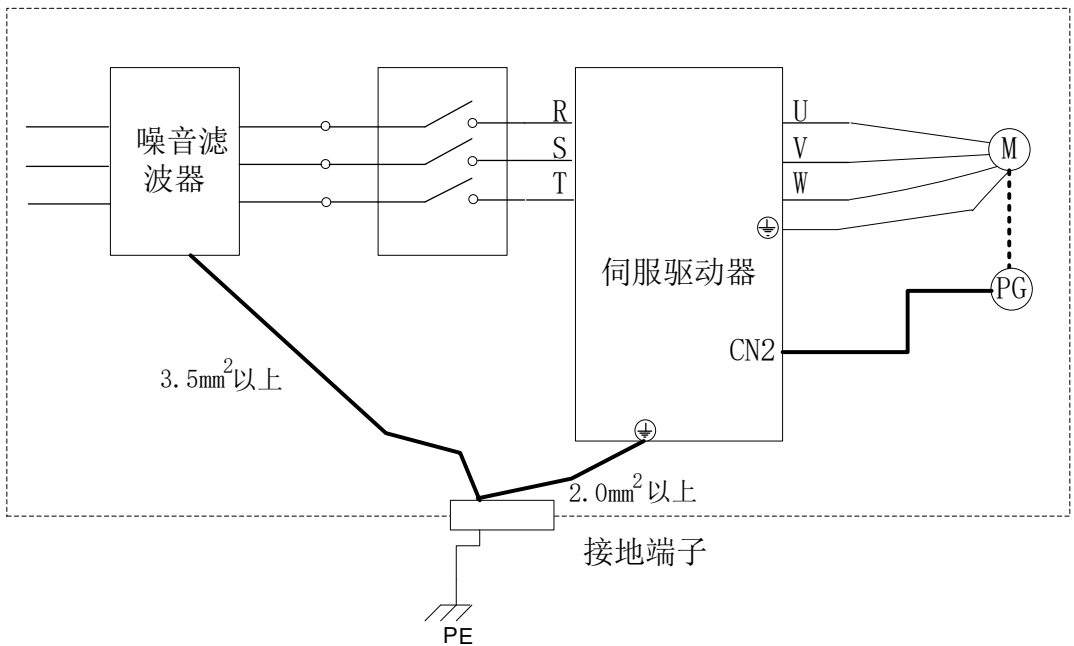 噪音滤
波器
R
S
T
U
V
W
M
伺服驱动器
PG
CN2
3.5mm²以上
2.0mm²以上
接地端子
PE